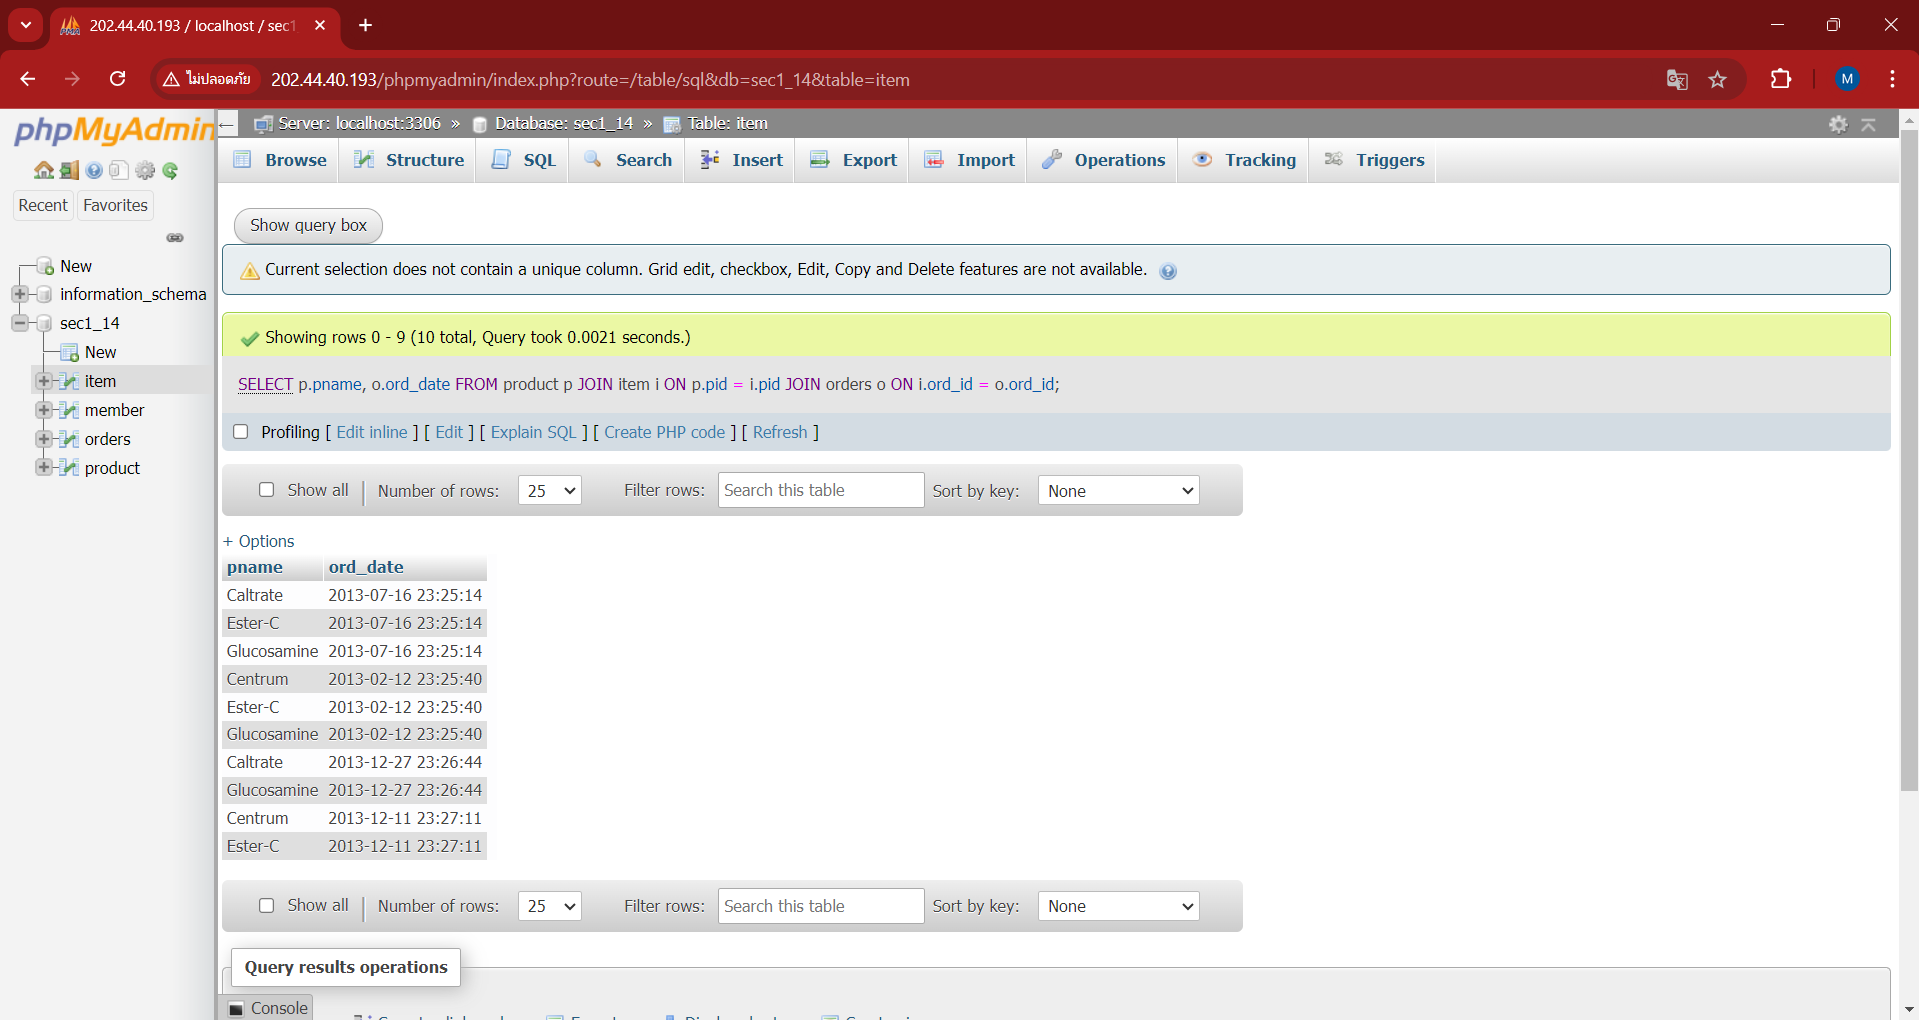 202.44.40.193 / localhost / sec1
ไม่ปลอดภัย 202.44.40.193/phpmyadmin/index.php?route=/table/sql&db=sec1_14&table=item M
phpMyAdmin
Server: localhost:3306 » Database: sec1_14 » Table: item
Browse Structure SQL Search Insert Export Import Operations Tracking Triggers
Recent Favorites
New
information_schema
sec1_14
New
item
member
orders
product
Show query box
Current selection does not contain a unique column. Grid edit, checkbox, Edit, Copy and Delete features are not available.
Showing rows 0 - 9 (10 total, Query took 0.0021 seconds.)
SELECT p.pname, o.ord_date FROM product p JOIN item i ON p.pid = i.pid JOIN orders o ON i.ord_id = o.ord_id;
Profiling [ Edit inline ] [ Edit ] [ Explain SQL ] [ Create PHP code ] [ Refresh ]
Show all Number of rows: 25 Filter rows: Search this table Sort by key: None
+ Options
pname ord_date
Caltrate 2013-07-16 23:25:14
Ester-C 2013-07-16 23:25:14
Glucosamine 2013-07-16 23:25:14
Centrum 2013-02-12 23:25:40
Ester-C 2013-02-12 23:25:40
Glucosamine 2013-02-12 23:25:40
Caltrate 2013-12-27 23:26:44
Glucosamine 2013-12-27 23:26:44
Centrum 2013-12-11 23:27:11
Ester-C 2013-12-11 23:27:11
Show all Number of rows: 25 Filter rows: Search this table Sort by key: None
Query results operations
Console